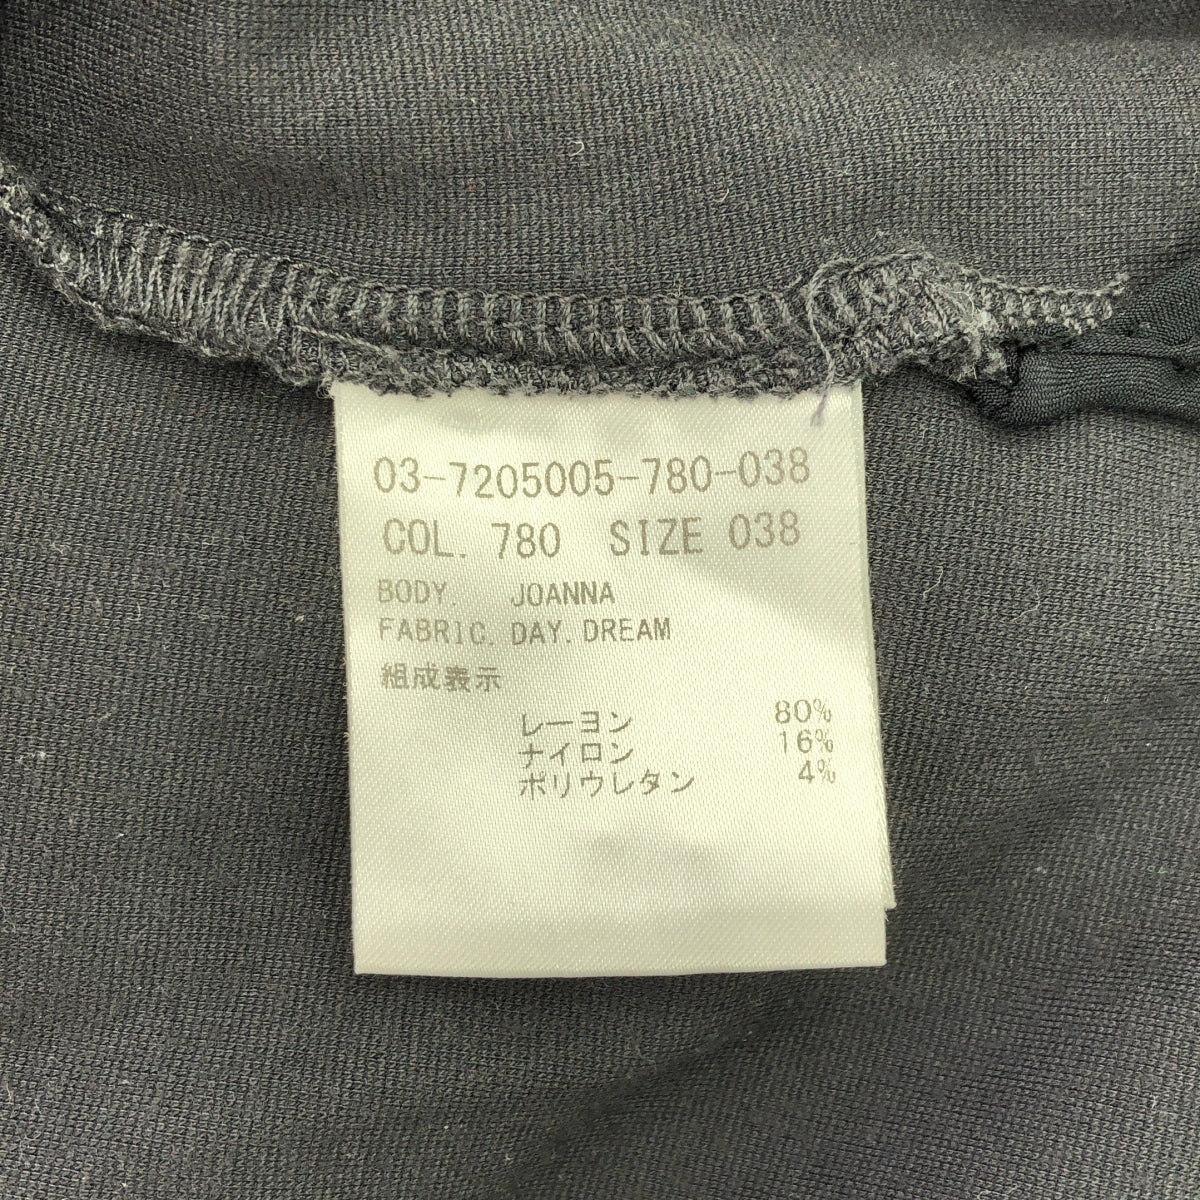 03-7205005-780-038
COL. 780 SIZE 038
BODY. JOANNA
FABRIC. DAY. DREAM
組成表示
レーヨン 80%
ナイロン 16%
ポリウレタン 4%